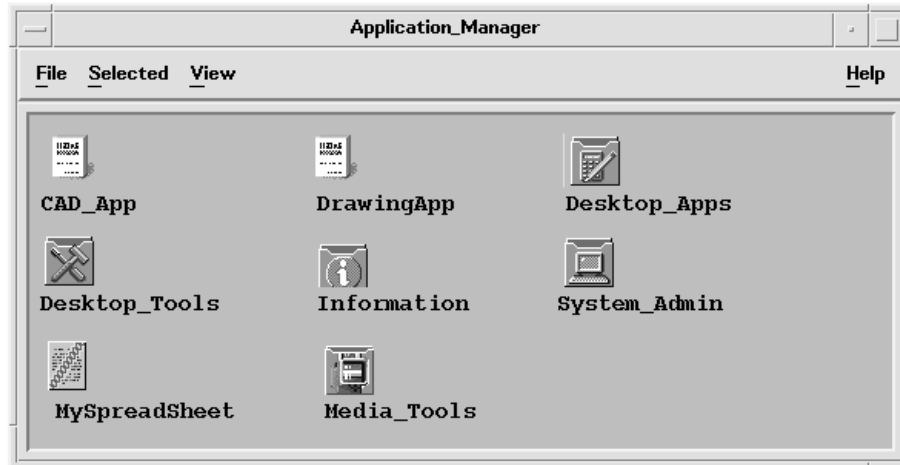 Application_Manager
File Selected View Help
CAD_App DrawingApp Desktop_Apps
Desktop_Tools Information System_Admin
MySpreadSheet Media_Tools